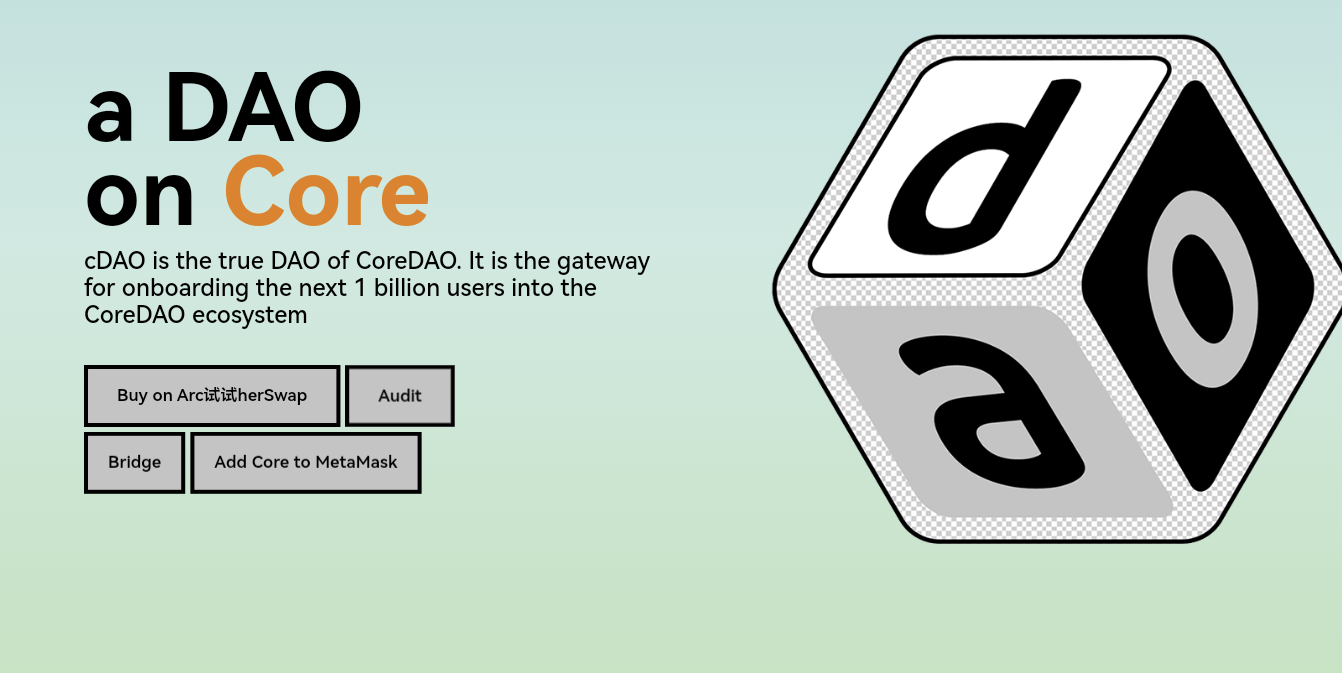 a DAO
on Core
cDAO is the true DAO of CoreDAO. It is the gateway
for onboarding the next 1 billion users into the
CoreDAO ecosystem
Buy on Arc试试herSwap
Audit
Bridge
Add Core to MetaMask
d
a
O